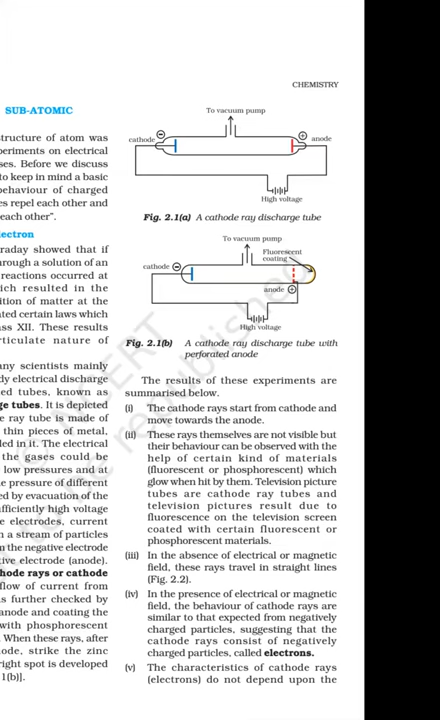 CHEMISTRY
SUB-ATOMIC
structure of atom was
periments on electrical
ses. Before we discuss
to keep in mind a basic
behaviour of charged
es repel each other and
each other”.
lectron
raday showed that if
hrough a solution of an
reactions occurred at
ich resulted in the
ition of matter at the
ated certain laws which
ass XII. These results
articulate nature of
any scientists mainly
dy electrical discharge
ed tubes, known as
ge tubes. It is depicted
e ray tube is made of
thin pieces of metal,
led in it. The electrical
the gases could be
low pressures and at
e pressure of different
ed by evacuation of the
fficiently high voltage
e electrodes, current
h a stream of particles
m the negative electrode
tive electrode (anode).
hode rays or cathode
flow of current from
s further checked by
anode and coating the
with phosphorescent
When these rays, after
ode, strike the zinc
right spot is developed
1(b)].
To vacuum pump
cathode
anode
High voltage
Fig. 2.1(a) A cathode ray discharge tube
To vacuum pump
Fluorescent
coating
cathode
anode
High voltage
Fig. 2.1(b) A cathode ray discharge tube with
perforated anode
The results of these experiments are
summarised below.
(i) The cathode rays start from cathode and
move towards the anode.
(ii) These rays themselves are not visible but
their behaviour can be observed with the
help of certain kind of materials
(fluorescent or phosphorescent) which
glow when hit by them. Television picture
tubes are cathode ray tubes and
television pictures result due to
fluorescence on the television screen
coated with certain fluorescent or
phosphorescent materials.
(iii) In the absence of electrical or magnetic
field, these rays travel in straight lines
(Fig. 2.2).
(iv) In the presence of electrical or magnetic
field, the behaviour of cathode rays are
similar to that expected from negatively
charged particles, suggesting that the
cathode rays consist of negatively
charged particles, called electrons.
(v) The characteristics of cathode rays
(electrons) do not depend upon the